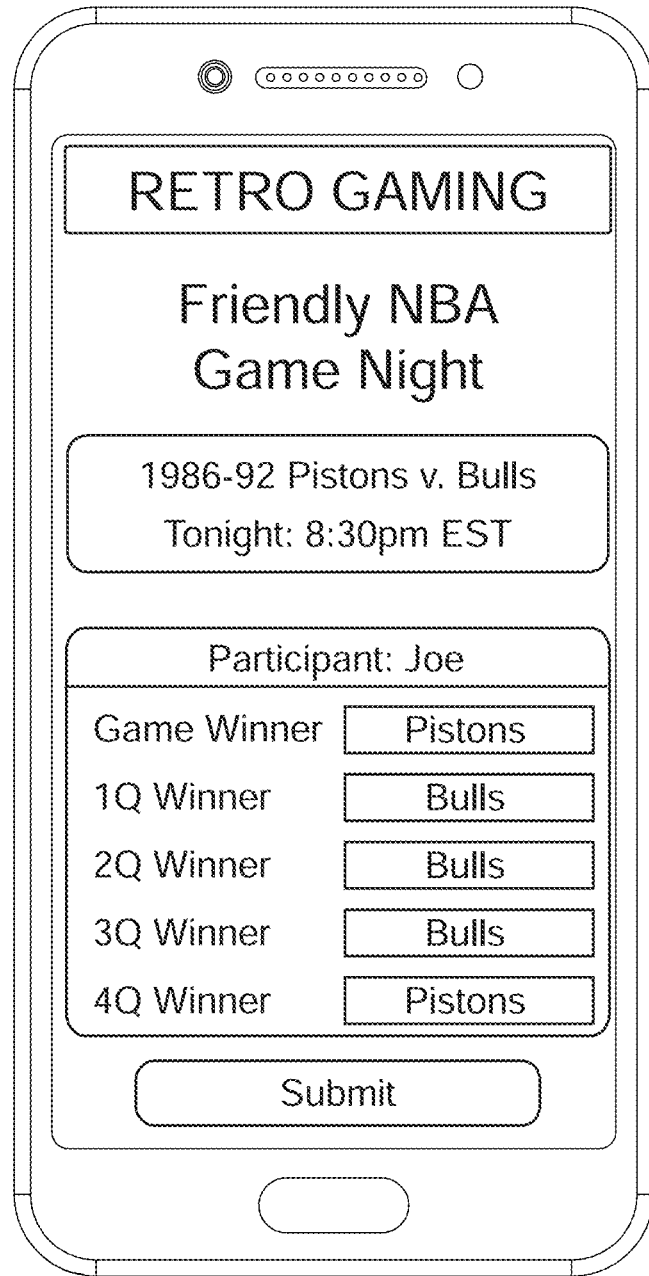 RETRO GAMING
Friendly NBA
Game Night
1986-92 Pistons v. Bulls
Tonight: 8:30pm EST
Participant: Joe
Game Winner Pistons
1Q Winner Bulls
2Q Winner Bulls
3Q Winner Bulls
4Q Winner Pistons
Submit